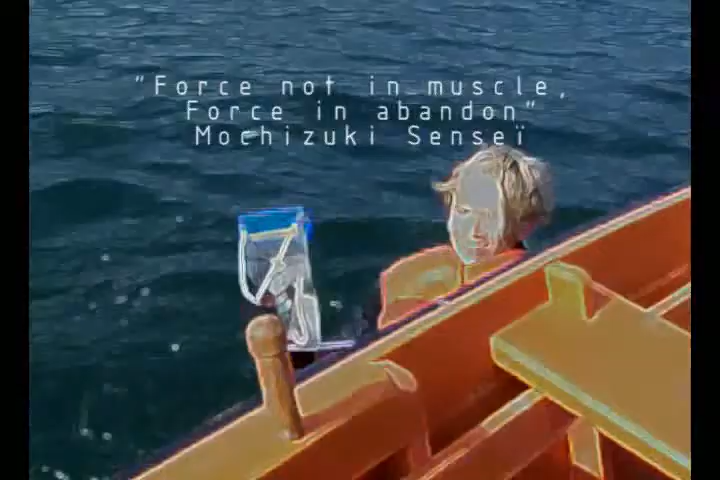 "Force not in muscle,
Force in abandon"
Mochizuki Senseï